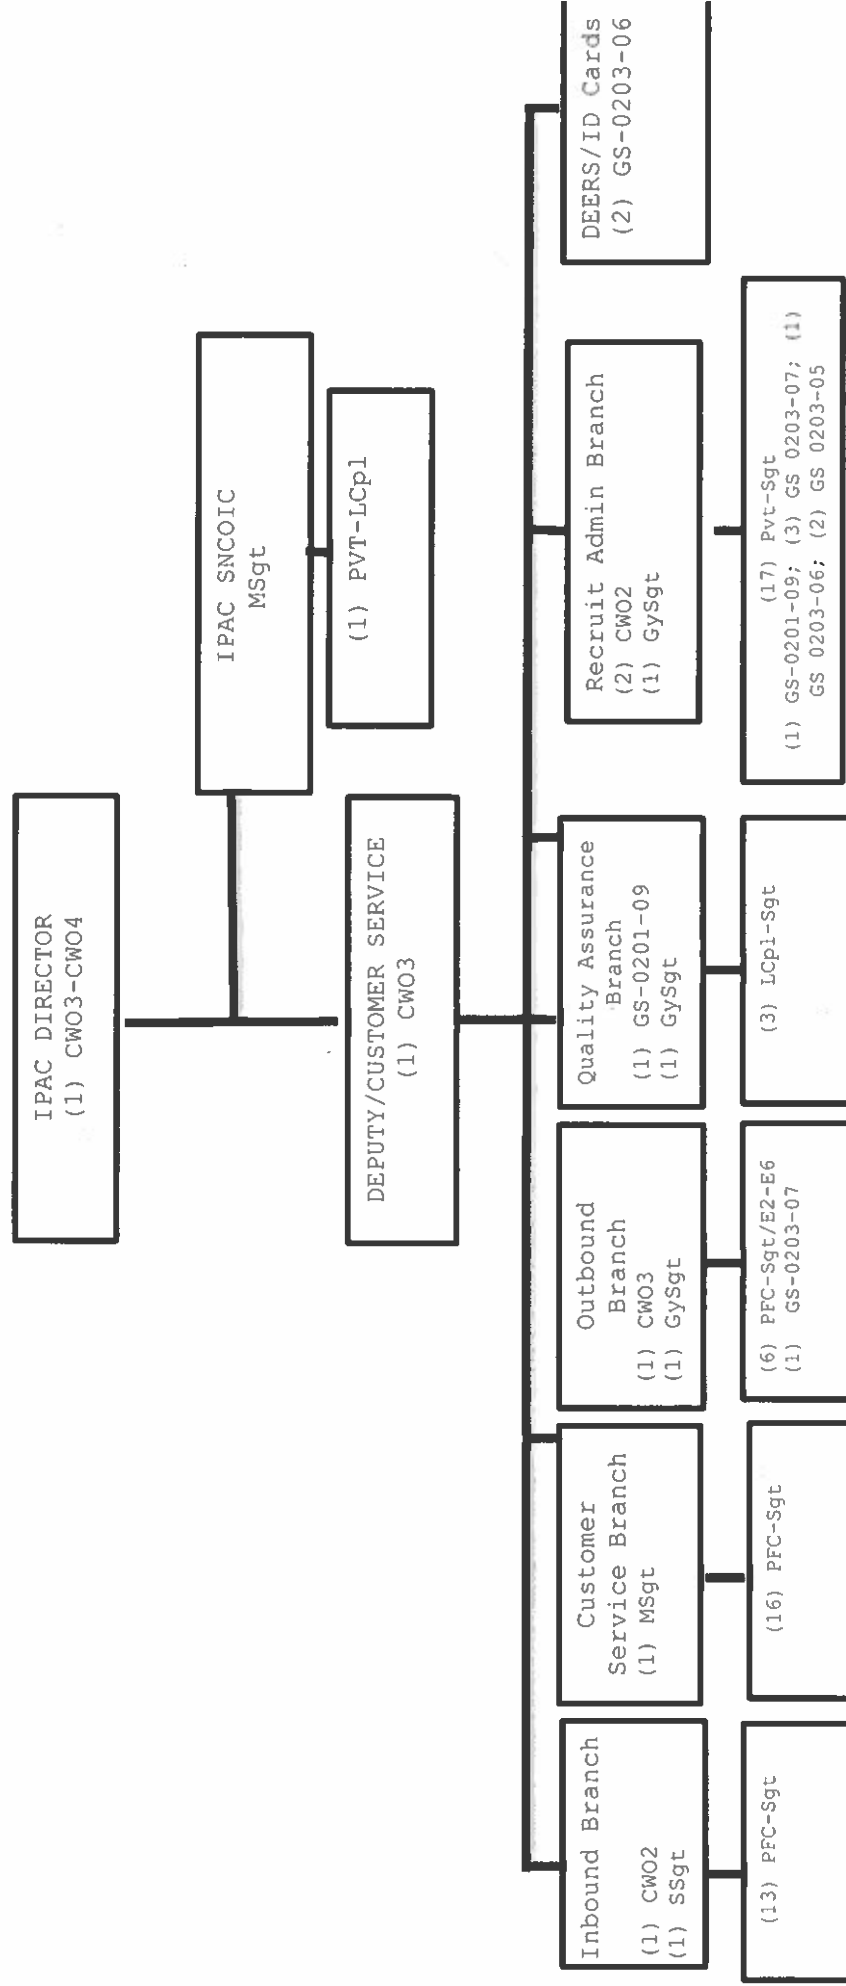 IPAC DIRECTOR
(1) CWO3-CWO4
IPAC SNCOIC
MSgt
(1) PVT-LCpl
DEPUTY/CUSTOMER SERVICE
(1) CWO3
Inbound Branch
(1) CWO2
(1) SSgt
(13) PFC-Sgt
Customer
Service Branch
(1) MSgt
(16) PFC-Sgt
Outbound
Branch
(1) CWO3
(1) GySgt
(6) PFC-Sgt/E2-E6
(1) GS-0203-07
Quality Assurance
Branch
(1) GS-0201-09
(1) GySgt
(3) LCpl-Sgt
Recruit Admin Branch
(2) CWO2
(1) GySgt
(17) Pvt-Sgt
(1) GS-0201-09; (3) GS 0203-07; (1)
GS 0203-06; (2) GS 0203-05
DEERS/ID Cards
(2) GS-0203-06